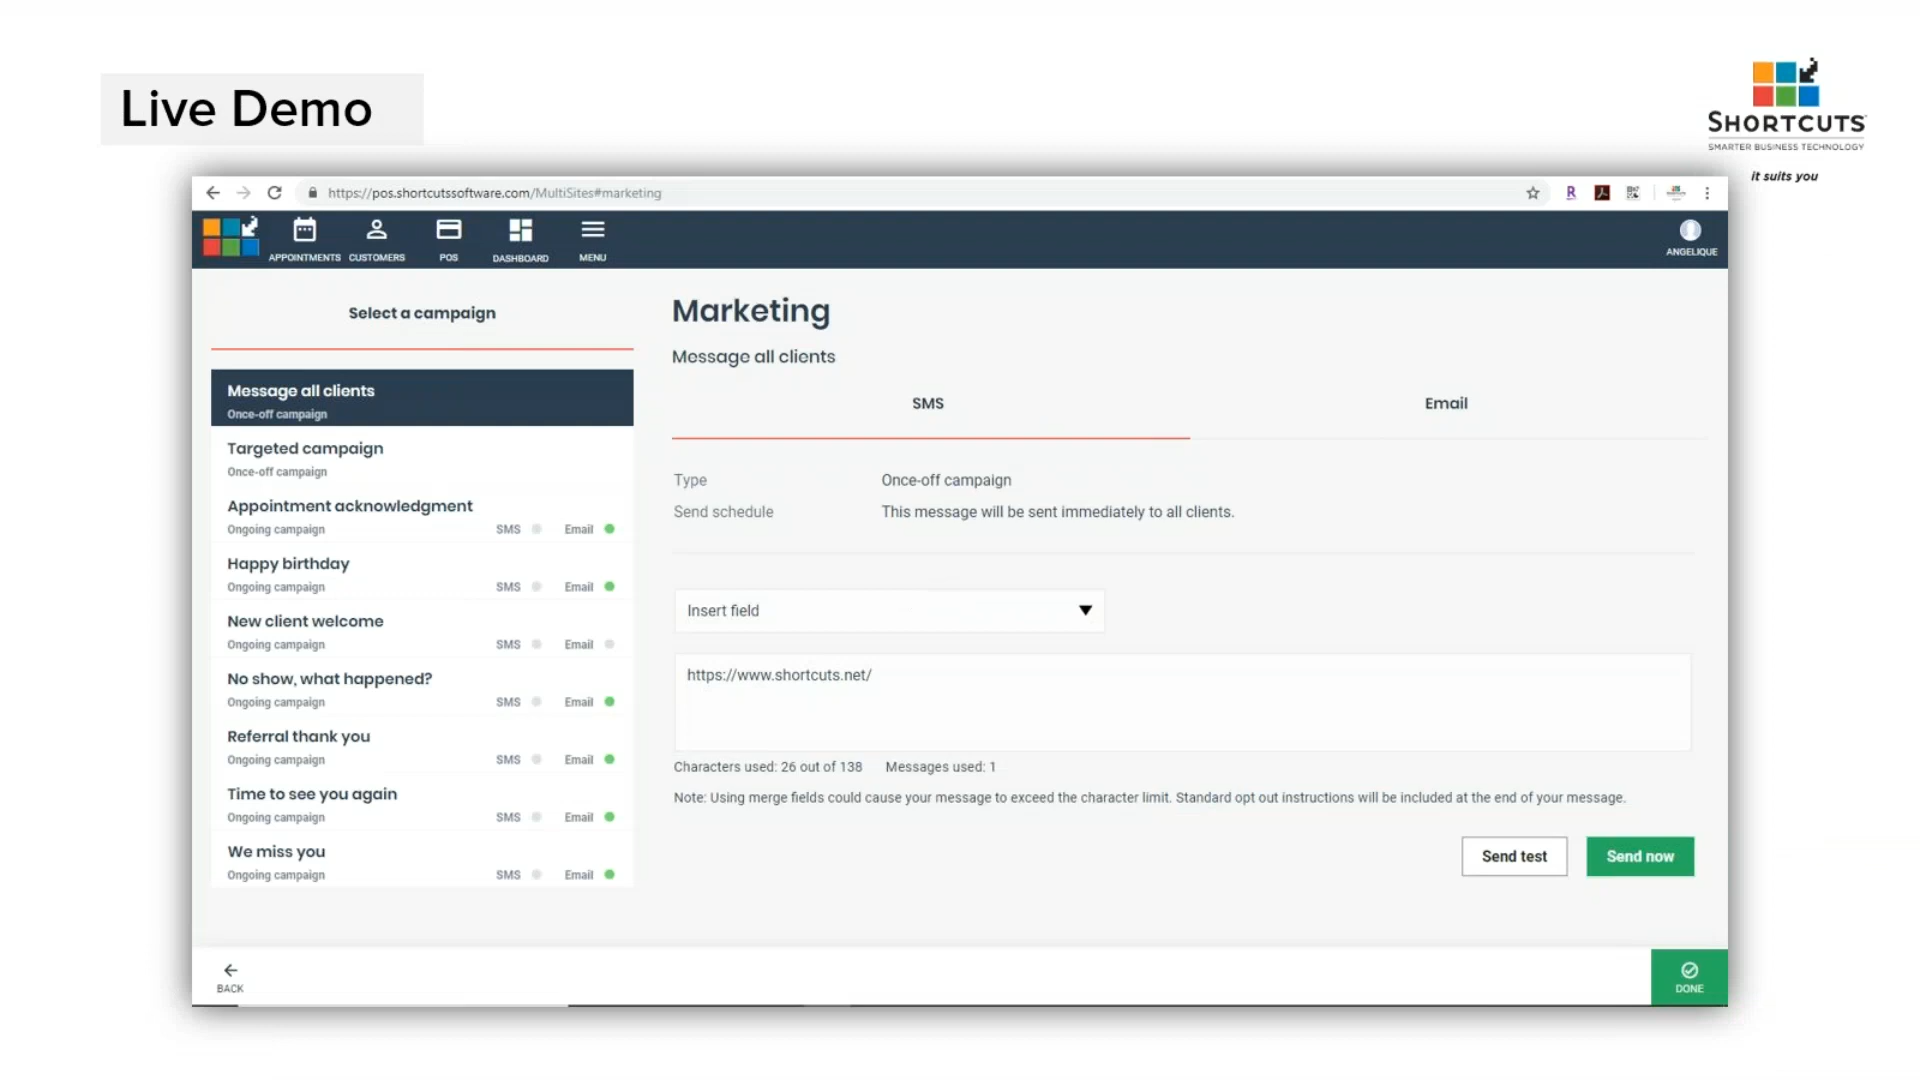 Live Demo
SHORTCUTS
SMARTER BUSINESS TECHNOLOGY
it suits you
https://pos.shortcutssoftware.com/MultiSites#marketing
APPOINTMENTS CUSTOMERS POS DASHBOARD MENU ANGELIQUE
Select a campaign
Message all clients
Once-off campaign
Targeted campaign
Once-off campaign
Appointment acknowledgment
Ongoing campaign SMS Email
Happy birthday
Ongoing campaign SMS Email
New client welcome
Ongoing campaign SMS Email
No show, what happened?
Ongoing campaign SMS Email
Referral thank you
Ongoing campaign SMS Email
Time to see you again
Ongoing campaign SMS Email
We miss you
Ongoing campaign SMS Email
Marketing
Message all clients
SMS Email
Type Once-off campaign
Send schedule This message will be sent immediately to all clients.
Insert field
https://www.shortcuts.net/
Characters used: 26 out of 138 Messages used: 1
Note: Using merge fields could cause your message to exceed the character limit. Standard opt out instructions will be included at the end of your message.
Send test Send now
BACK DONE